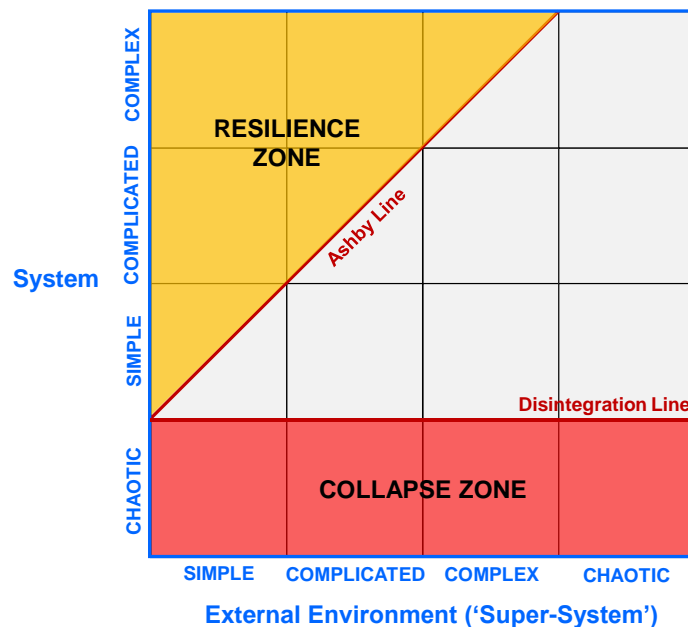 COMPLEX
RESILIENCE
ZONE
COMPLICATED
Ashby Line
System
SIMPLE
Disintegration Line
CHAOTIC
COLLAPSE ZONE
SIMPLE
COMPLICATED
COMPLEX
CHAOTIC
External Environment (‘Super-System’)